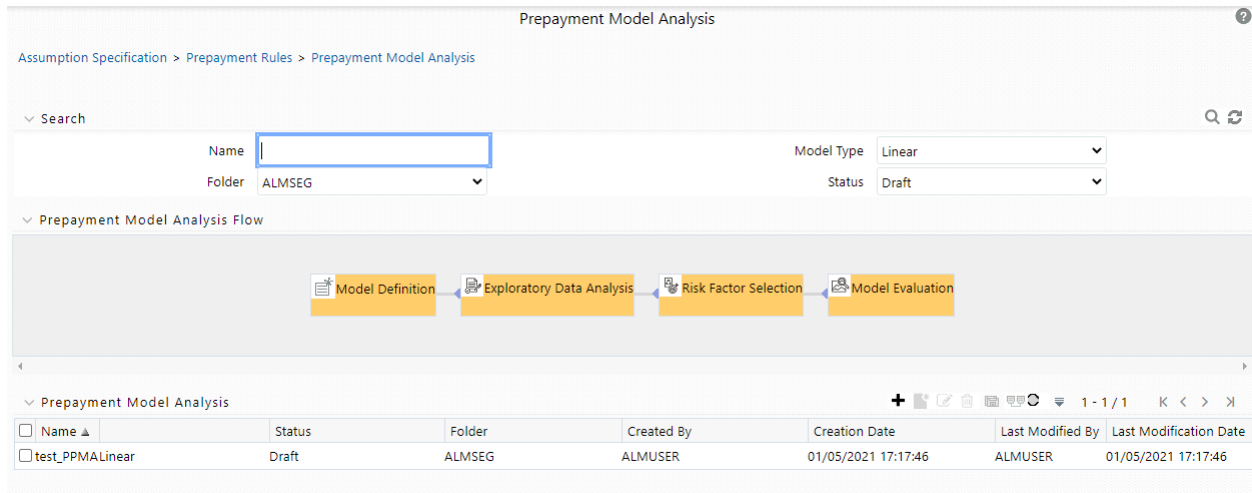 Prepayment Model Analysis
Assumption Specification > Prepayment Rules > Prepayment Model Analysis
Search
Name Model Type Linear
Folder ALMSEG Status Draft
Prepayment Model Analysis Flow
Model Definition Exploratory Data Analysis Risk Factor Selection Model Evaluation
Prepayment Model Analysis 1 - 1 / 1
Name Status Folder Created By Creation Date Last Modified By Last Modification Date
test_PPMALinear Draft ALMSEG ALMUSER 01/05/2021 17:17:46 ALMUSER 01/05/2021 17:17:46